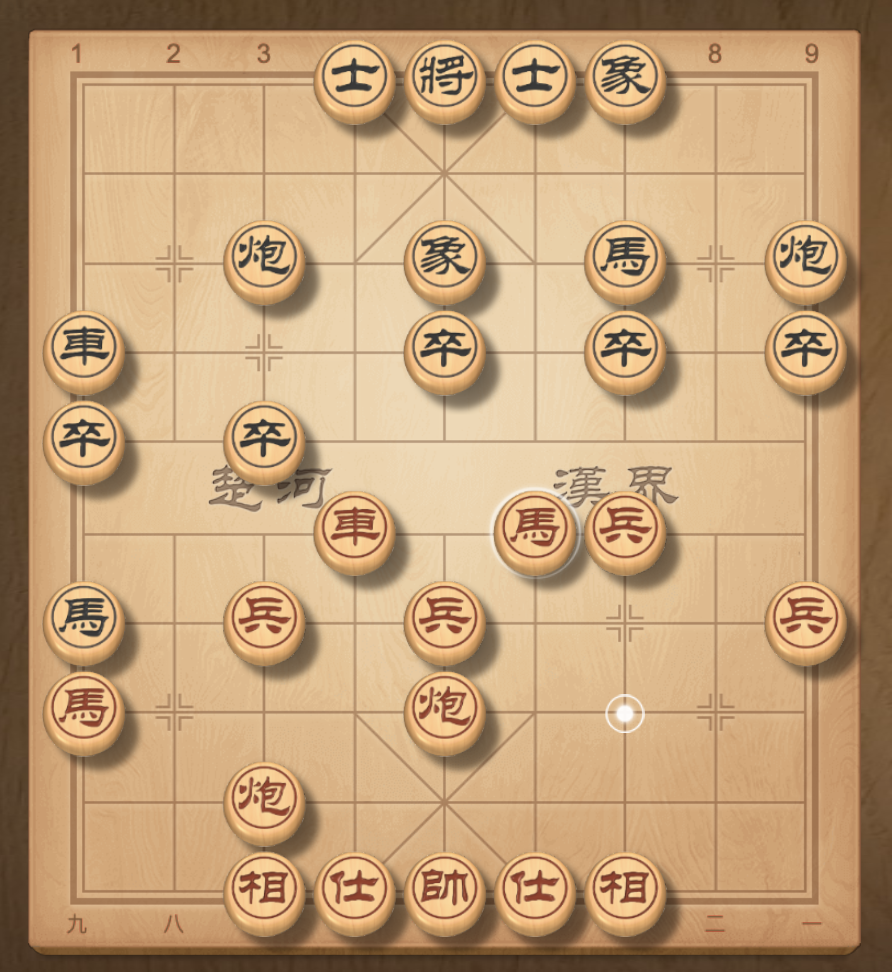 1 2 3 8 9
士 將 士 象
炮 象 馬 炮
車 卒 卒 卒
卒 卒
楚 河 漢 界
車 馬 兵
馬 兵 兵 兵
馬 炮
炮
相 仕 帥 仕 相
九 八 二 一